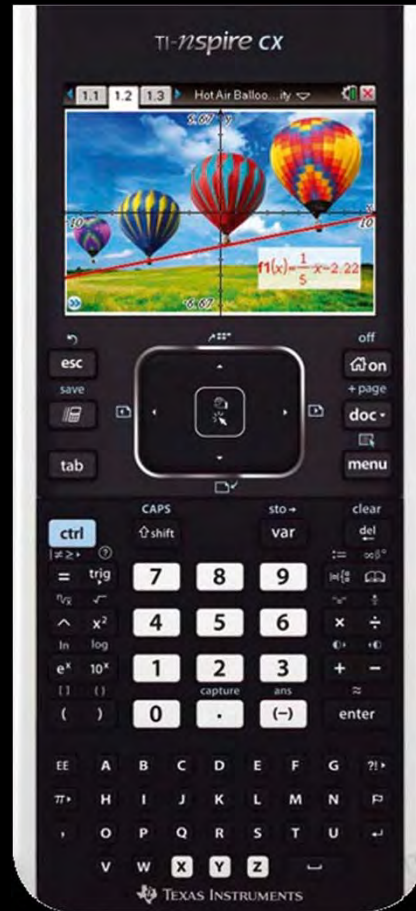 TI-nspire CX
1.1 1.2 1.3 Hot Air Balloo…ity
5.67 y
x
-10 10
f1(x)=1/5·x-2.22
-6.67
off
esc on
save + page
doc
tab menu
CAPS sto→ clear
ctrl shift var del
|≠≥▸ ? := ∞β°
= trig 7 8 9
n√x √
^ x² 4 5 6 × ÷
ln log
eˣ 10ˣ 1 2 3 + −
[ ] { } capture ans ≈
( ) 0 . (−) enter
EE A B C D E F G ?!▸
π▸ H I J K L M N
, O P Q R S T U
V W X Y Z
TEXAS INSTRUMENTS